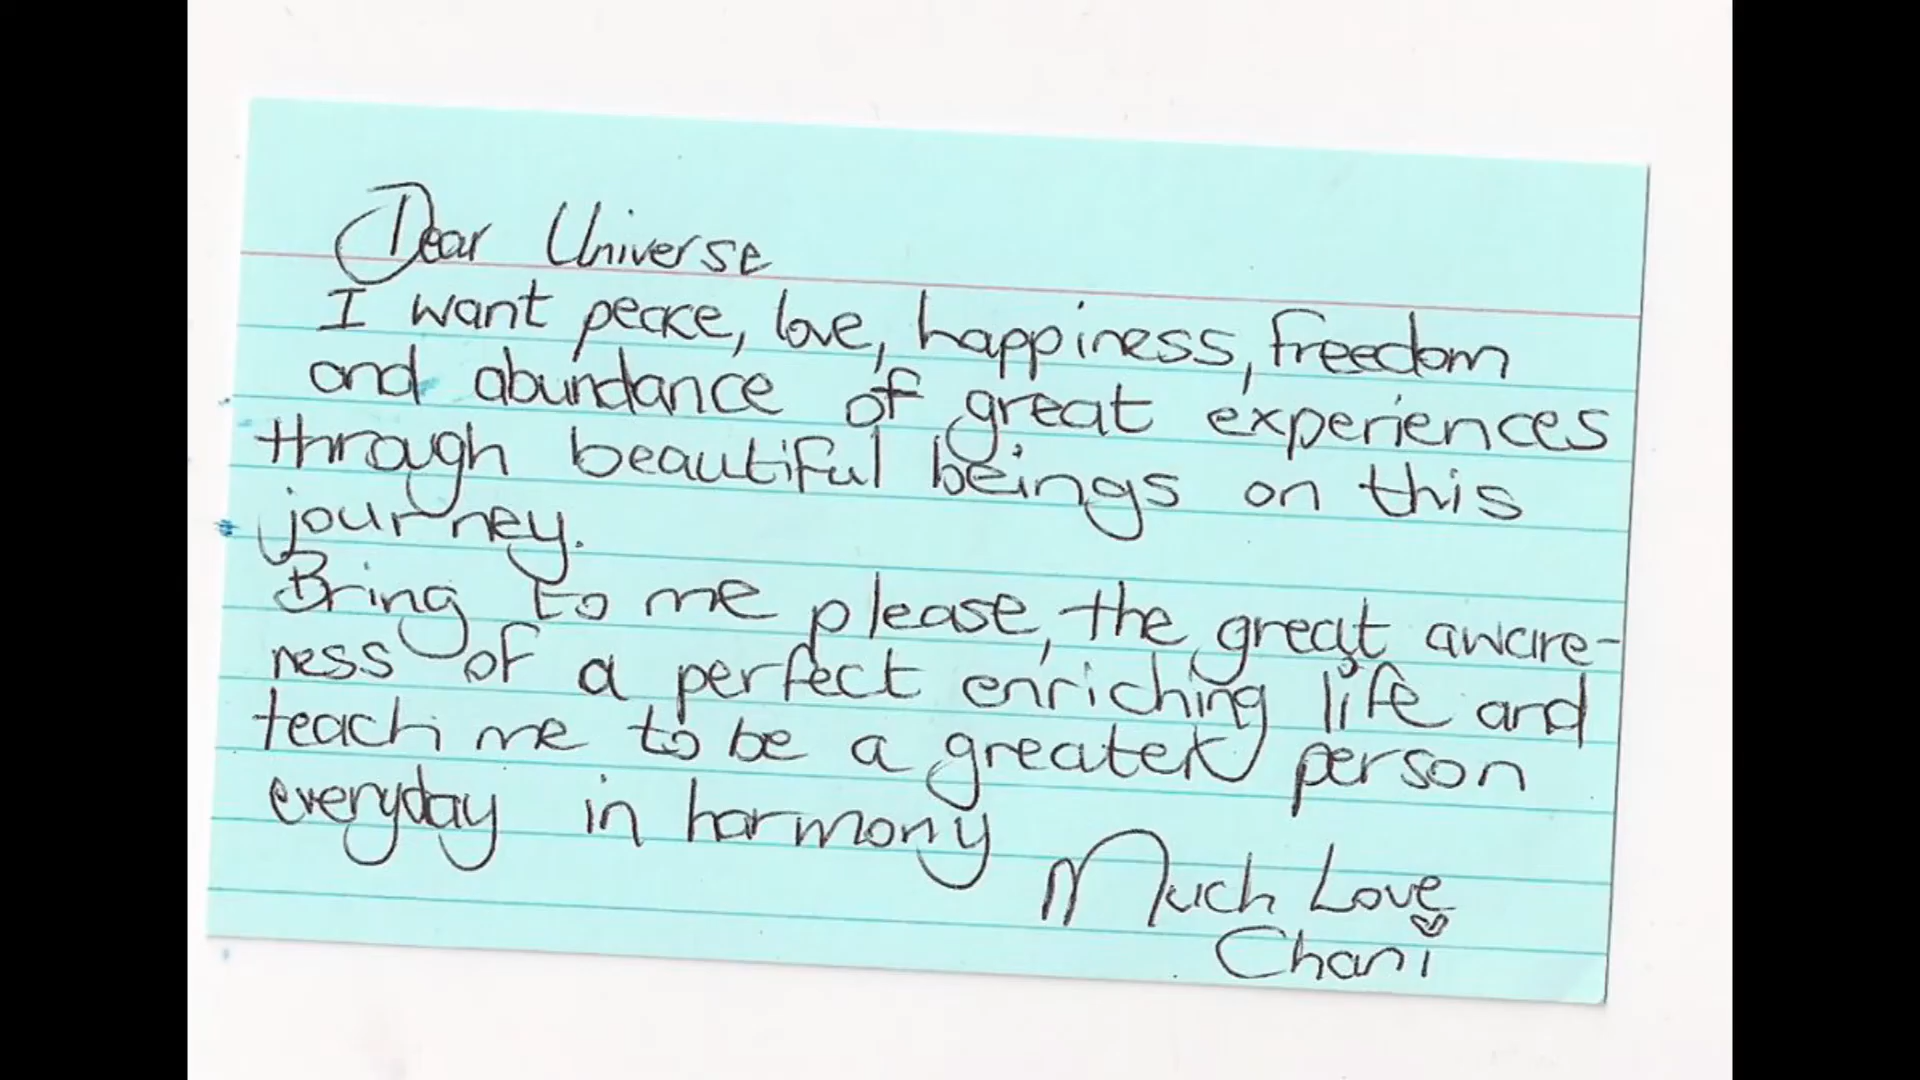 Dear Universe
I want peace, love, happiness, freedom
and abundance of great experiences
through beautiful beings on this
journey.
Bring to me please, the great aware-
ness of a perfect enriching life and
teach me to be a greater person
everyday in harmony
Much Love
Chani